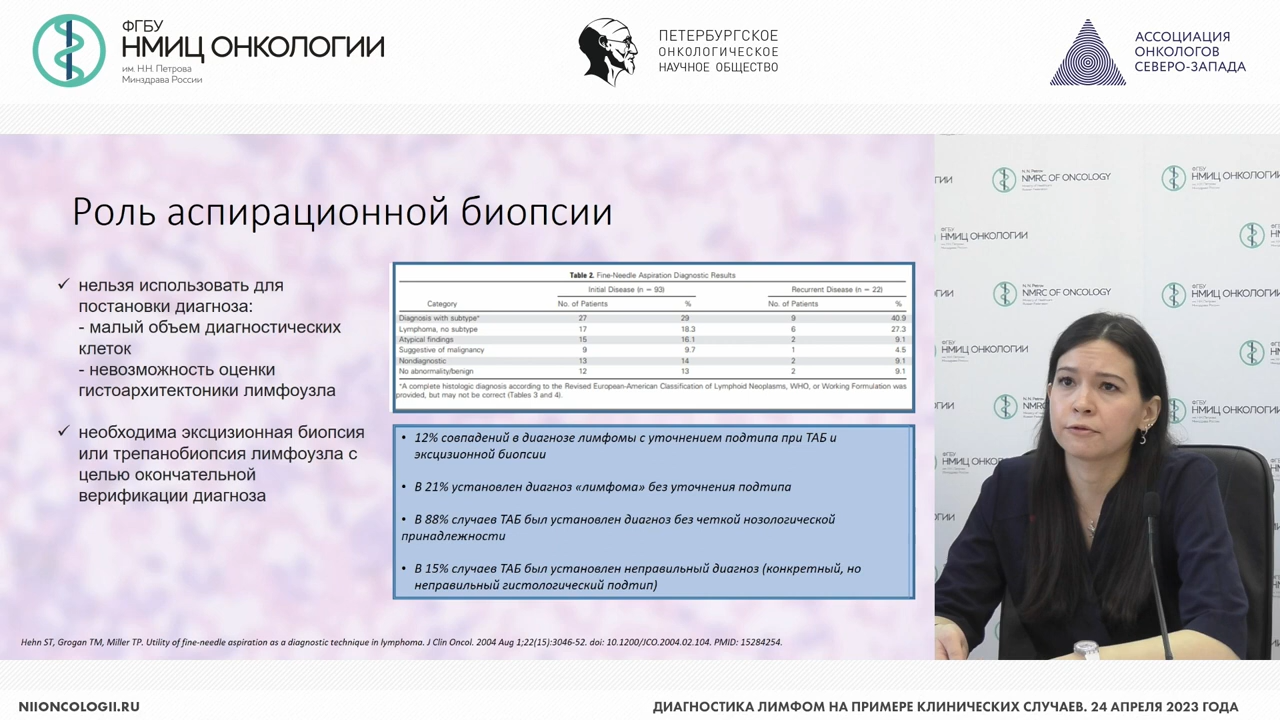 ФГБУ
НМИЦ ОНКОЛОГИИ
им. Н.Н. Петрова
Минздрава России
ПЕТЕРБУРГСКОЕ
ОНКОЛОГИЧЕСКОЕ
НАУЧНОЕ ОБЩЕСТВО
АССОЦИАЦИЯ
ОНКОЛОГОВ
СЕВЕРО-ЗАПАДА
Роль аспирационной биопсии
✓ нельзя использовать для
постановки диагноза:
- малый объем диагностических
клеток
- невозможность оценки
гистоархитектоники лимфоузла
✓ необходима эксцизионная биопсия
или трепанобиопсия лимфоузла с
целью окончательной
верификации диагноза
Table 2. Fine-Needle Aspiration Diagnostic Results
Initial Disease (n = 93) Recurrent Disease (n = 22)
Category No. of Patients % No. of Patients %
Diagnosis with subtype* 27 29 9 40.9
Lymphoma, no subtype 17 18.3 6 27.3
Atypical findings 15 16.1 2 9.1
Suggestive of malignancy 9 9.7 1 4.5
Nondiagnostic 13 14 2 9.1
No abnormality/benign 12 13 2 9.1
*A complete histologic diagnosis according to the Revised European-American Classification of Lymphoid Neoplasms, WHO, or Working Formulation was
provided, but may not be correct (Tables 3 and 4).
• 12% совпадений в диагнозе лимфомы с уточнением подтипа при ТАБ и
эксцизионной биопсии
• В 21% установлен диагноз «лимфома» без уточнения подтипа
• В 88% случаев ТАБ был установлен диагноз без четкой нозологической
принадлежности
• В 15% случаев ТАБ был установлен неправильный диагноз (конкретный, но
неправильный гистологический подтип)
Hehn ST, Grogan TM, Miller TP. Utility of fine-needle aspiration as a diagnostic technique in lymphoma. J Clin Oncol. 2004 Aug 1;22(15):3046-52. doi: 10.1200/JCO.2004.02.104. PMID: 15284254.
NMRC OF ONCOLOGY
НМИЦ ОНКОЛОГИИ
NMRC OF ONCOLOGY
НМИЦ ОНКОЛОГИИ
NIIONCOLOGII.RU
ДИАГНОСТИКА ЛИМФОМ НА ПРИМЕРЕ КЛИНИЧЕСКИХ СЛУЧАЕВ. 24 АПРЕЛЯ 2023 ГОДА